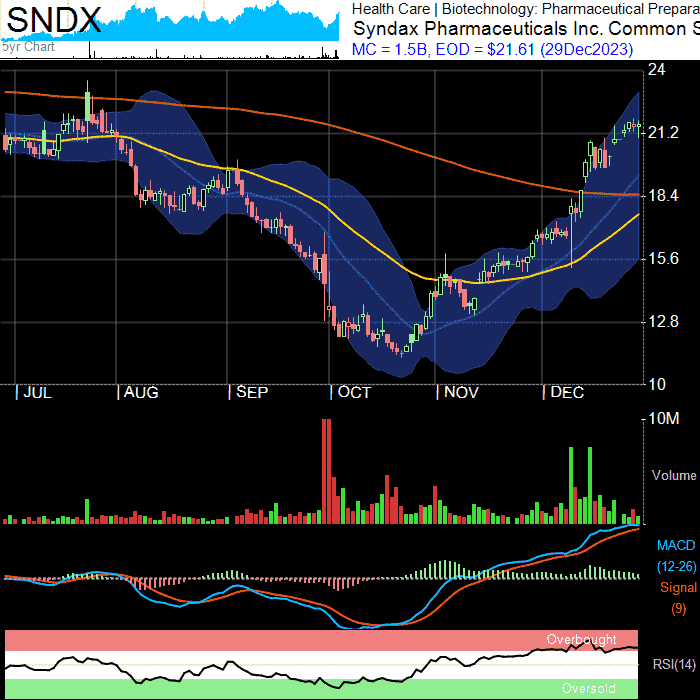 SNDX
5yr Chart
Health Care | Biotechnology: Pharmaceutical Prepara
Syndax Pharmaceuticals Inc. Common S
MC = 1.5B, EOD = $21.61 (29Dec2023)
24
21.2
18.4
15.6
12.8
10
| JUL | AUG | SEP | OCT | NOV | DEC
10M
Volume
MACD
(12-26)
Signal
(9)
Overbought
RSI(14)
Oversold